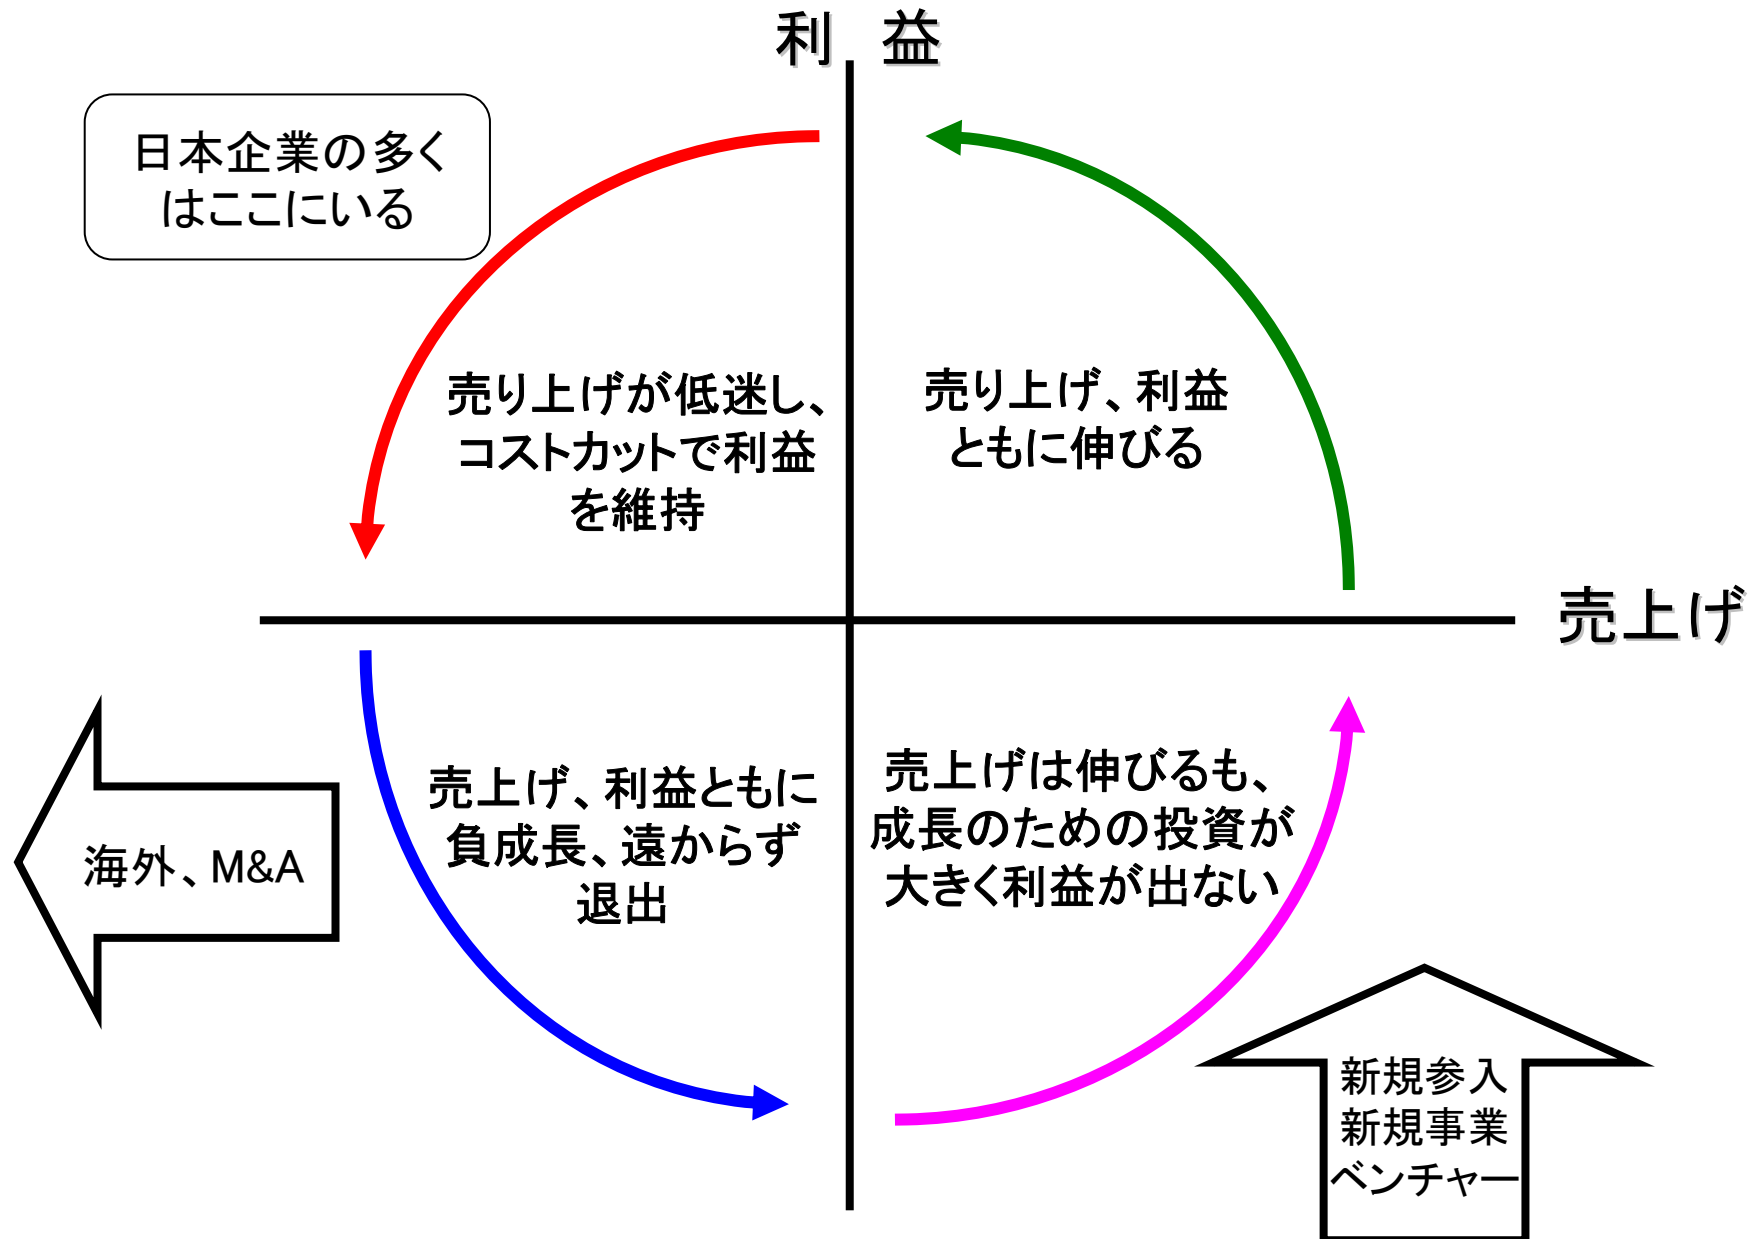 利 益
日本企業の多く
はここにいる
売り上げが低迷し、
コストカットで利益
を維持
売り上げ、利益
ともに伸びる
売上げ
売上げ、利益ともに
負成長、遠からず
退出
売上げは伸びるも、
成長のための投資が
大きく利益が出ない
海外、M&A
新規参入
新規事業
ベンチャー